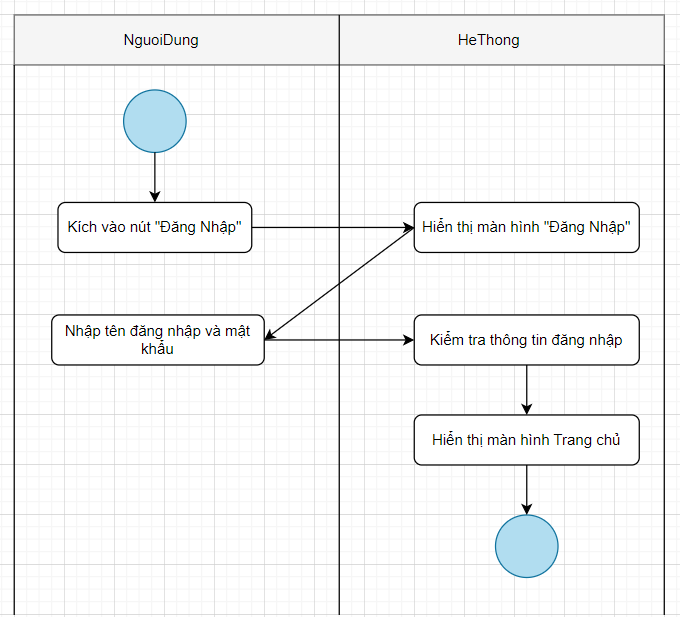 NguoiDung
HeThong
Kích vào nút "Đăng Nhập"
Hiển thị màn hình "Đăng Nhập"
Nhập tên đăng nhập và mật
khẩu
Kiểm tra thông tin đăng nhập
Hiển thị màn hình Trang chủ